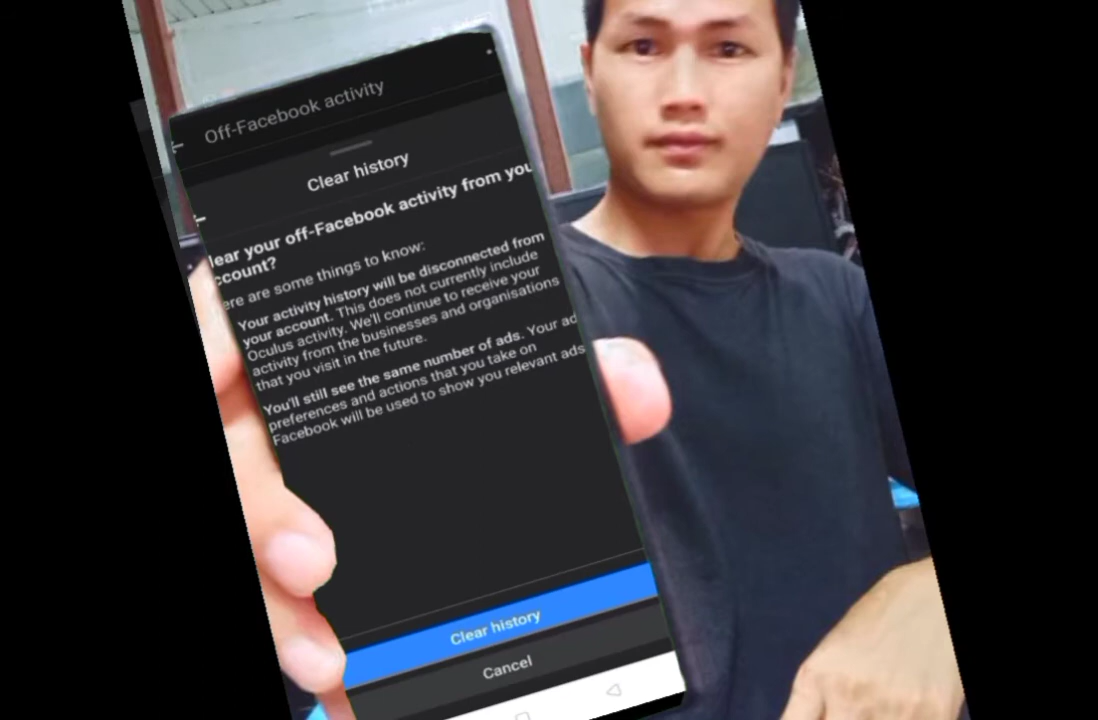 Off-Facebook activity
Clear history
lear your off-Facebook activity from you
ccount?
ere are some things to know:
Your activity history will be disconnected from
your account. This does not currently include
Oculus activity. We'll continue to receive your
activity from the businesses and organisations
that you visit in the future.
You'll still see the same number of ads. Your ad
preferences and actions that you take on
Facebook will be used to show you relevant ads
Clear history
Cancel